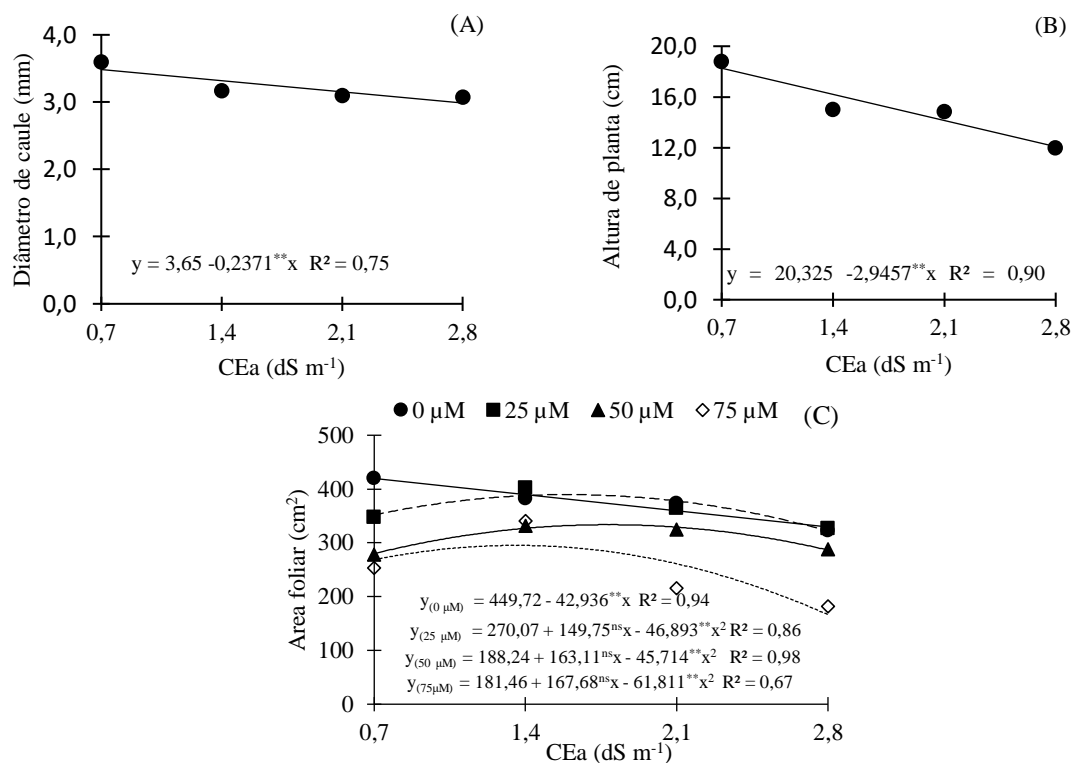 (A)
Diâmetro de caule (mm)
4,0
3,0
2,0
1,0
0,0
y = 3,65 -0,2371**x R² = 0,75
0,7 1,4 2,1 2,8
CEa (dS m-1)
(B)
Altura de planta (cm)
20,0
16,0
12,0
8,0
4,0
0,0
y = 20,325 -2,9457**x R² = 0,90
0,7 1,4 2,1 2,8
CEa (dS m-1)
0 µM 25 µM 50 µM 75 µM
(C)
Area foliar (cm2)
500
400
300
200
100
0
y(0 µM) = 449,72 - 42,936**x R² = 0,94
y(25 µM) = 270,07 + 149,75nsx - 46,893**x2 R² = 0,86
y(50 µM) = 188,24 + 163,11nsx - 45,714**x2 R² = 0,98
y(75µM) = 181,46 + 167,68nsx - 61,811**x2 R² = 0,67
0,7 1,4 2,1 2,8
CEa (dS m-1)